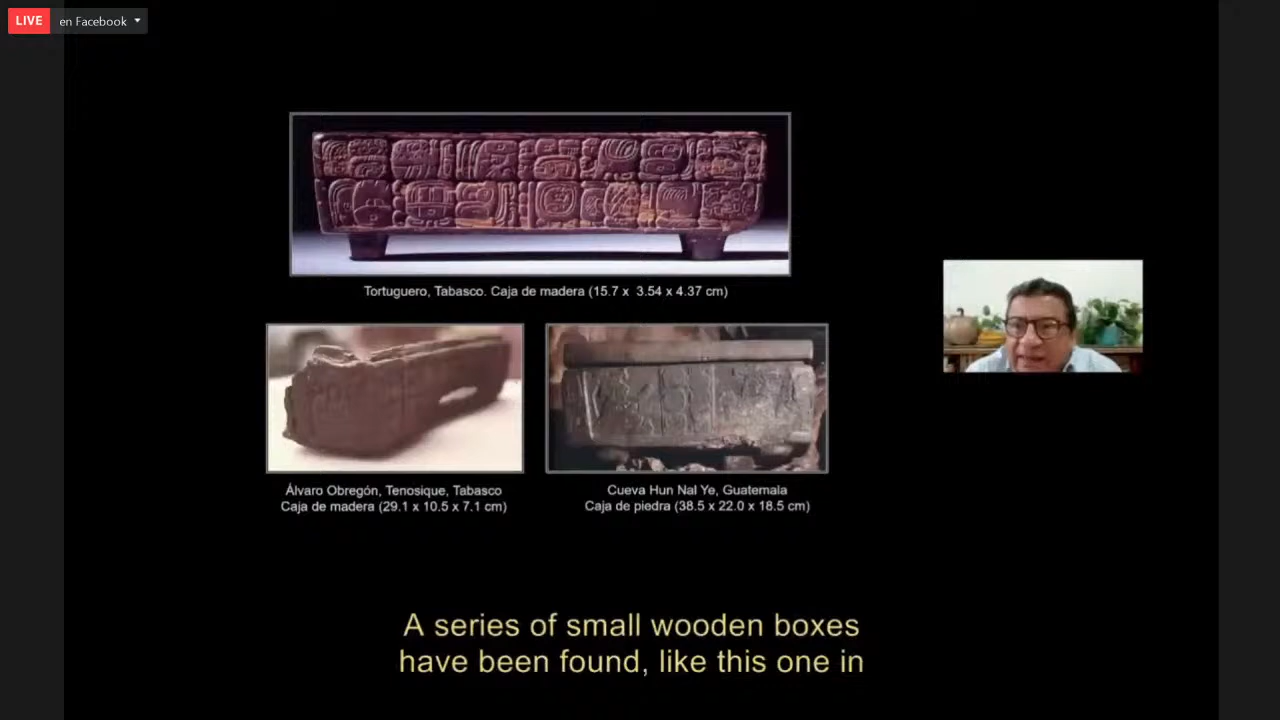 LIVE en Facebook
Tortuguero, Tabasco. Caja de madera (15.7 x 3.54 x 4.37 cm)
Álvaro Obregón, Tenosique, Tabasco
Caja de madera (29.1 x 10.5 x 7.1 cm)
Cueva Hun Nal Ye, Guatemala
Caja de piedra (38.5 x 22.0 x 18.5 cm)
A series of small wooden boxes
have been found, like this one in